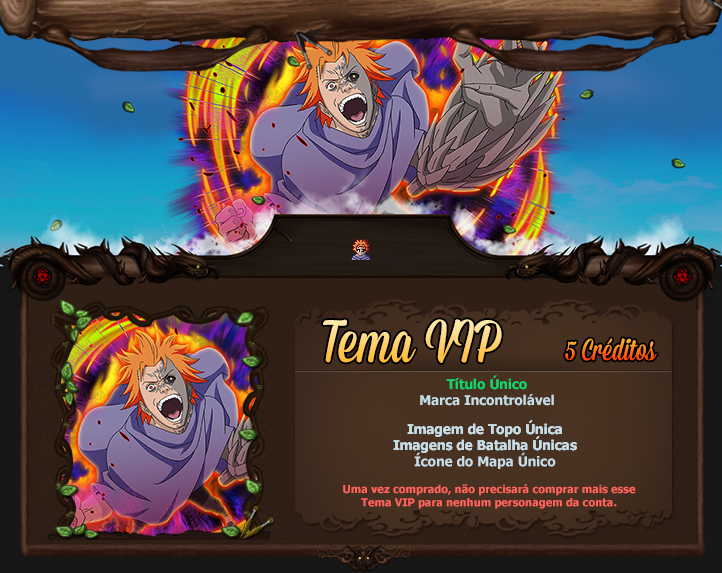 Tema VIP
5 Créditos
Título Único
Marca Incontrolável
Imagem de Topo Única
Imagens de Batalha Únicas
Ícone do Mapa Único
Uma vez comprado, não precisará comprar mais esse
Tema VIP para nenhum personagem da conta.